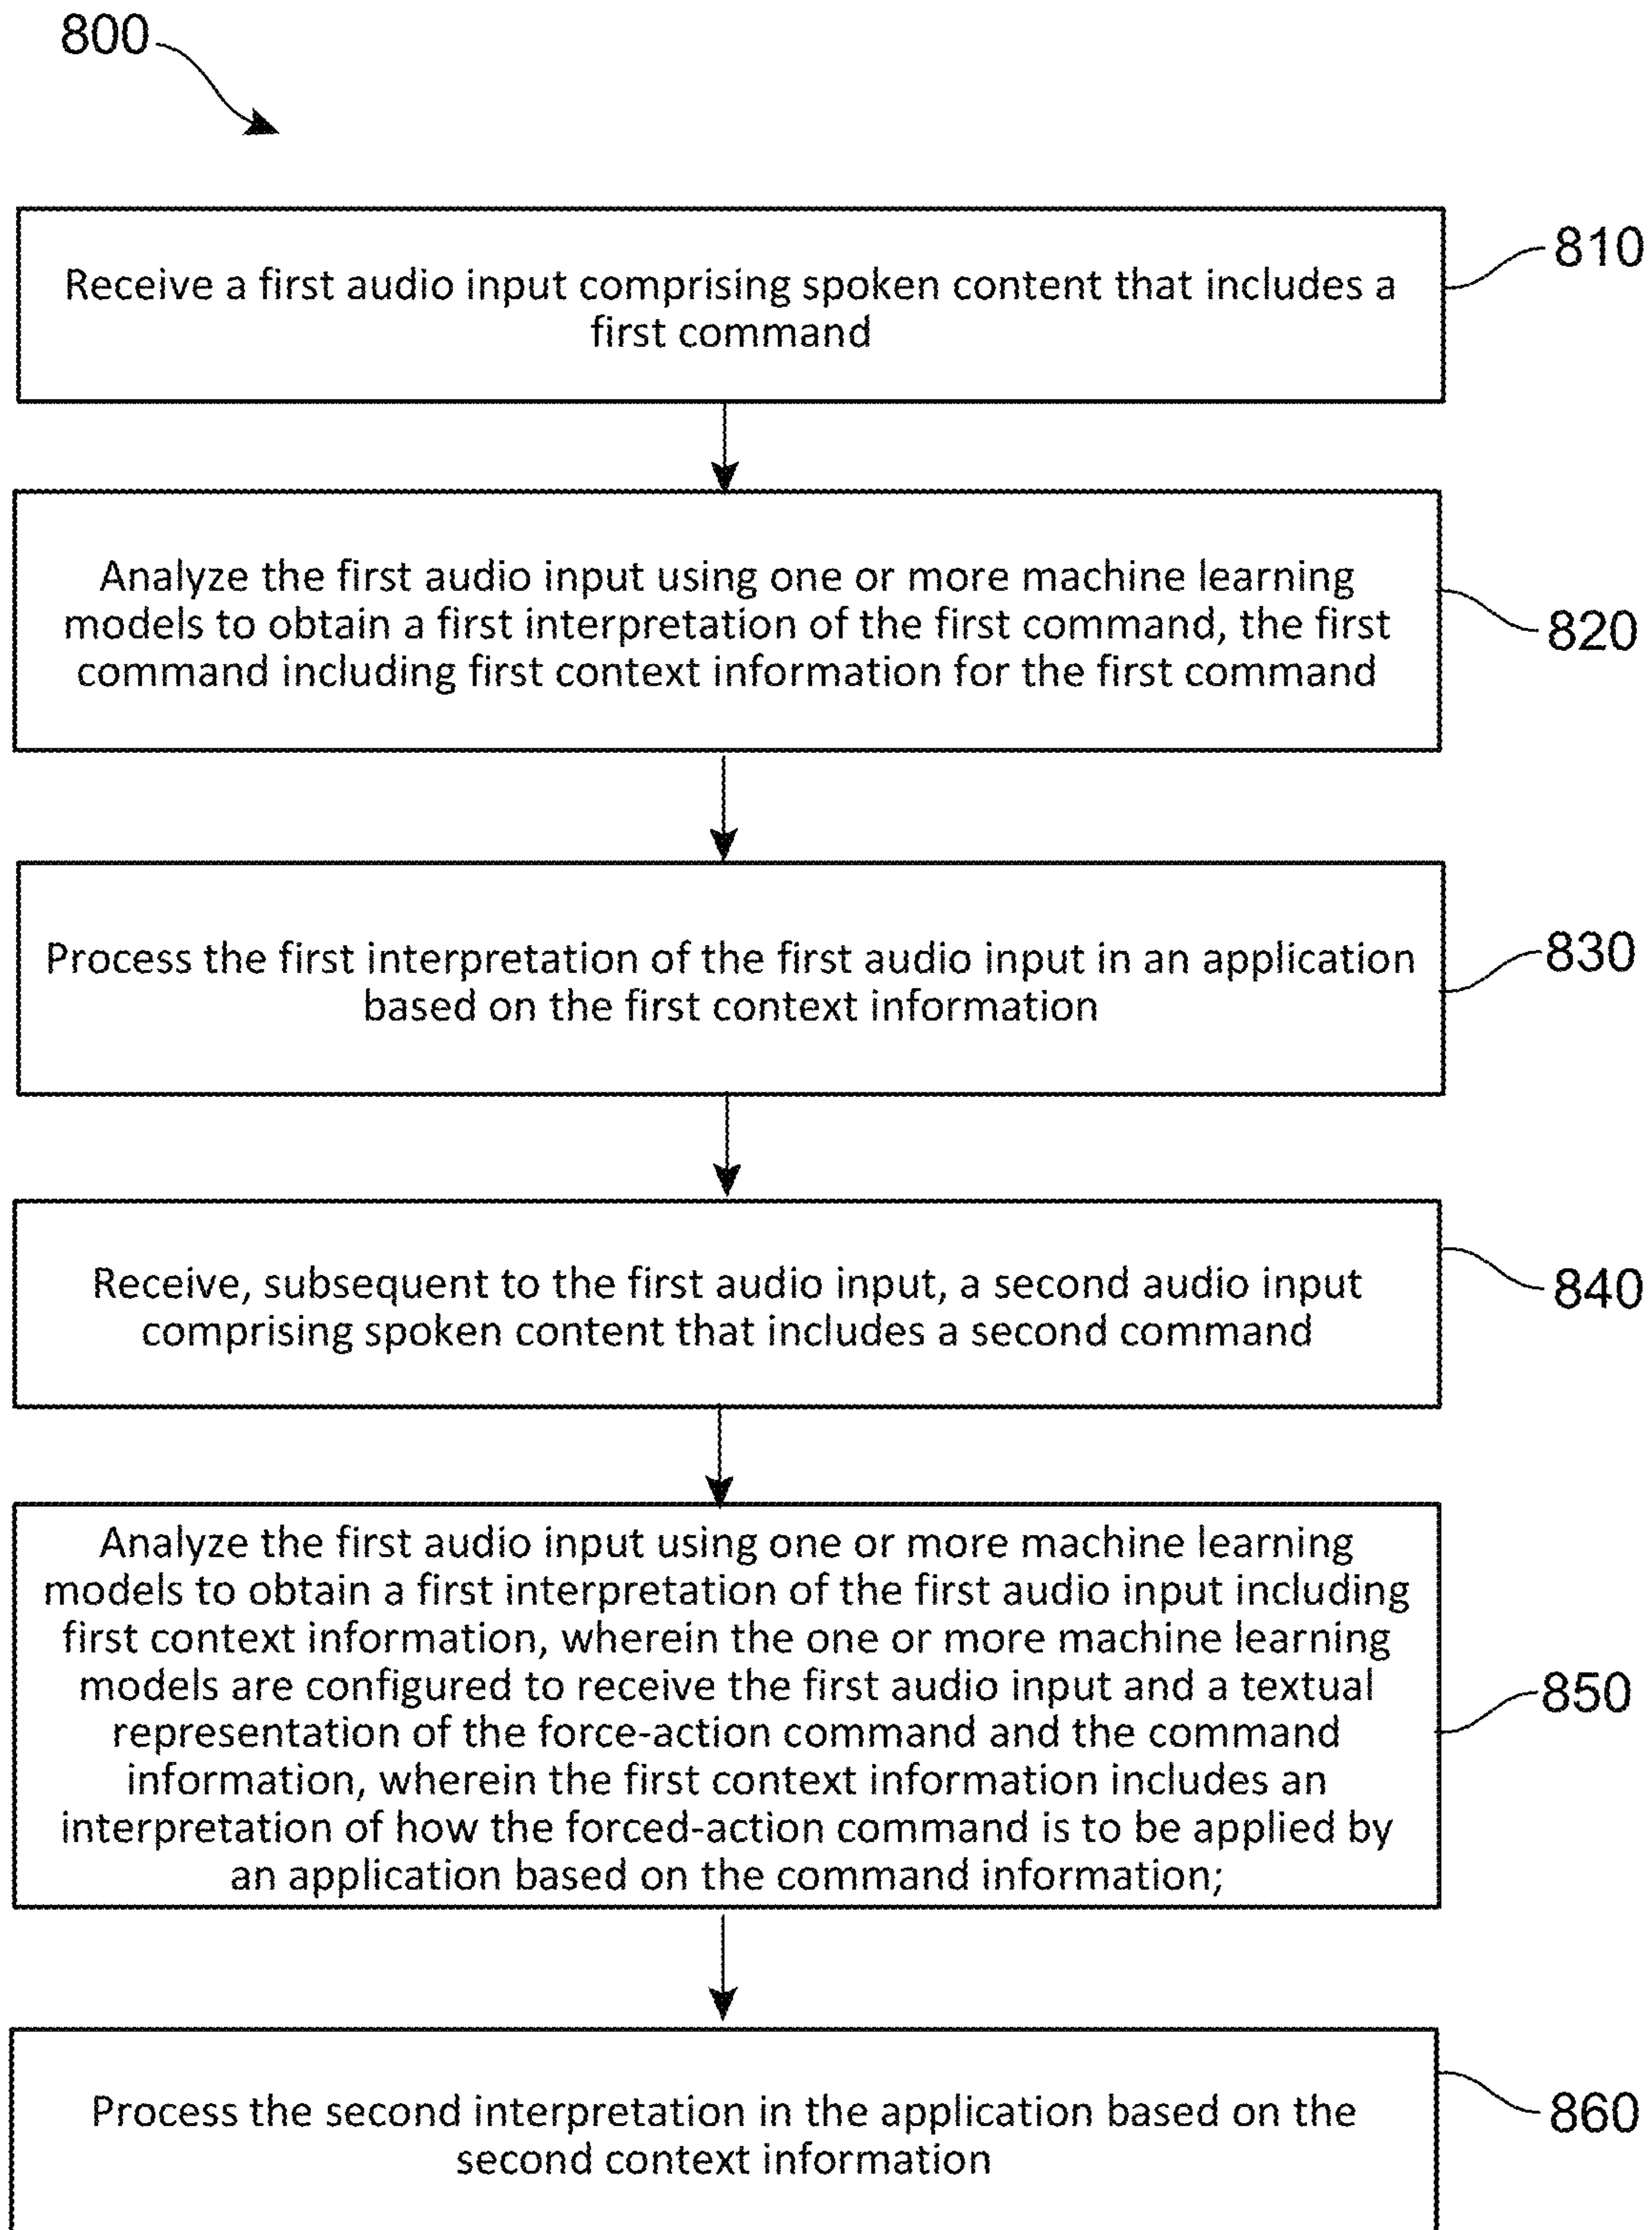 800
Receive a first audio input comprising spoken content that includes a
first command
810
Analyze the first audio input using one or more machine learning
models to obtain a first interpretation of the first command, the first
command including first context information for the first command
820
Process the first interpretation of the first audio input in an application
based on the first context information
830
Receive, subsequent to the first audio input, a second audio input
comprising spoken content that includes a second command
840
Analyze the first audio input using one or more machine learning
models to obtain a first interpretation of the first audio input including
first context information, wherein the one or more machine learning
models are configured to receive the first audio input and a textual
representation of the force-action command and the command
information, wherein the first context information includes an
interpretation of how the forced-action command is to be applied by
an application based on the command information;
850
Process the second interpretation in the application based on the
second context information
860